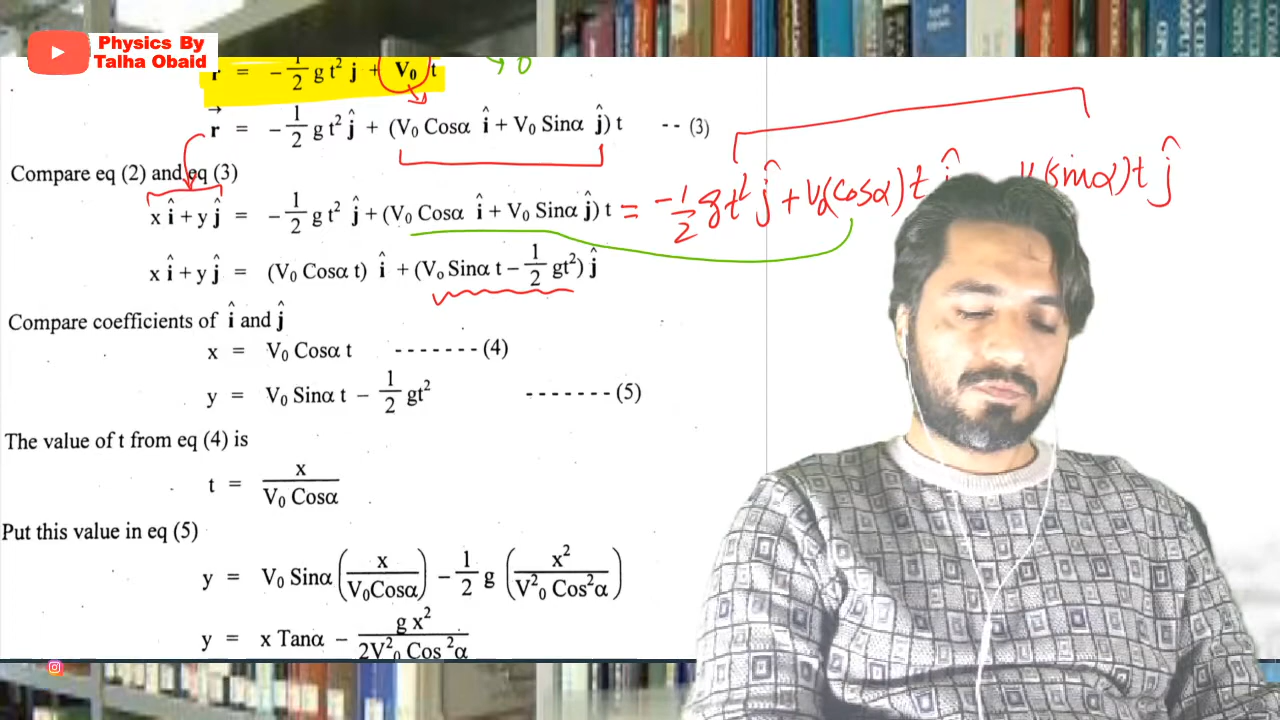 Physics By
Talha Obaid
r = - 1/2 g t² j + V₀ t
0
r⃗ = - 1/2 g t² ĵ + (V₀ Cosα î + V₀ Sinα ĵ) t -- (3)
Compare eq (2) and eq (3)
x î + y ĵ = - 1/2 g t² ĵ + (V₀ Cosα î + V₀ Sinα ĵ) t = -1/2 gt² ĵ + V₀(cosα) t (sinα) t ĵ
x î + y ĵ = (V₀ Cosα t) î + (Vₒ Sinα t - 1/2 gt²) ĵ
Compare coefficients of î and ĵ
x = V₀ Cosα t ------- (4)
y = V₀ Sinα t - 1/2 gt² ------- (5)
The value of t from eq (4) is
t = x / V₀ Cosα
Put this value in eq (5)
y = V₀ Sinα (x / V₀Cosα) - 1/2 g (x² / V²₀ Cos²α)
y = x Tanα - g x² / 2V²₀ Cos²α